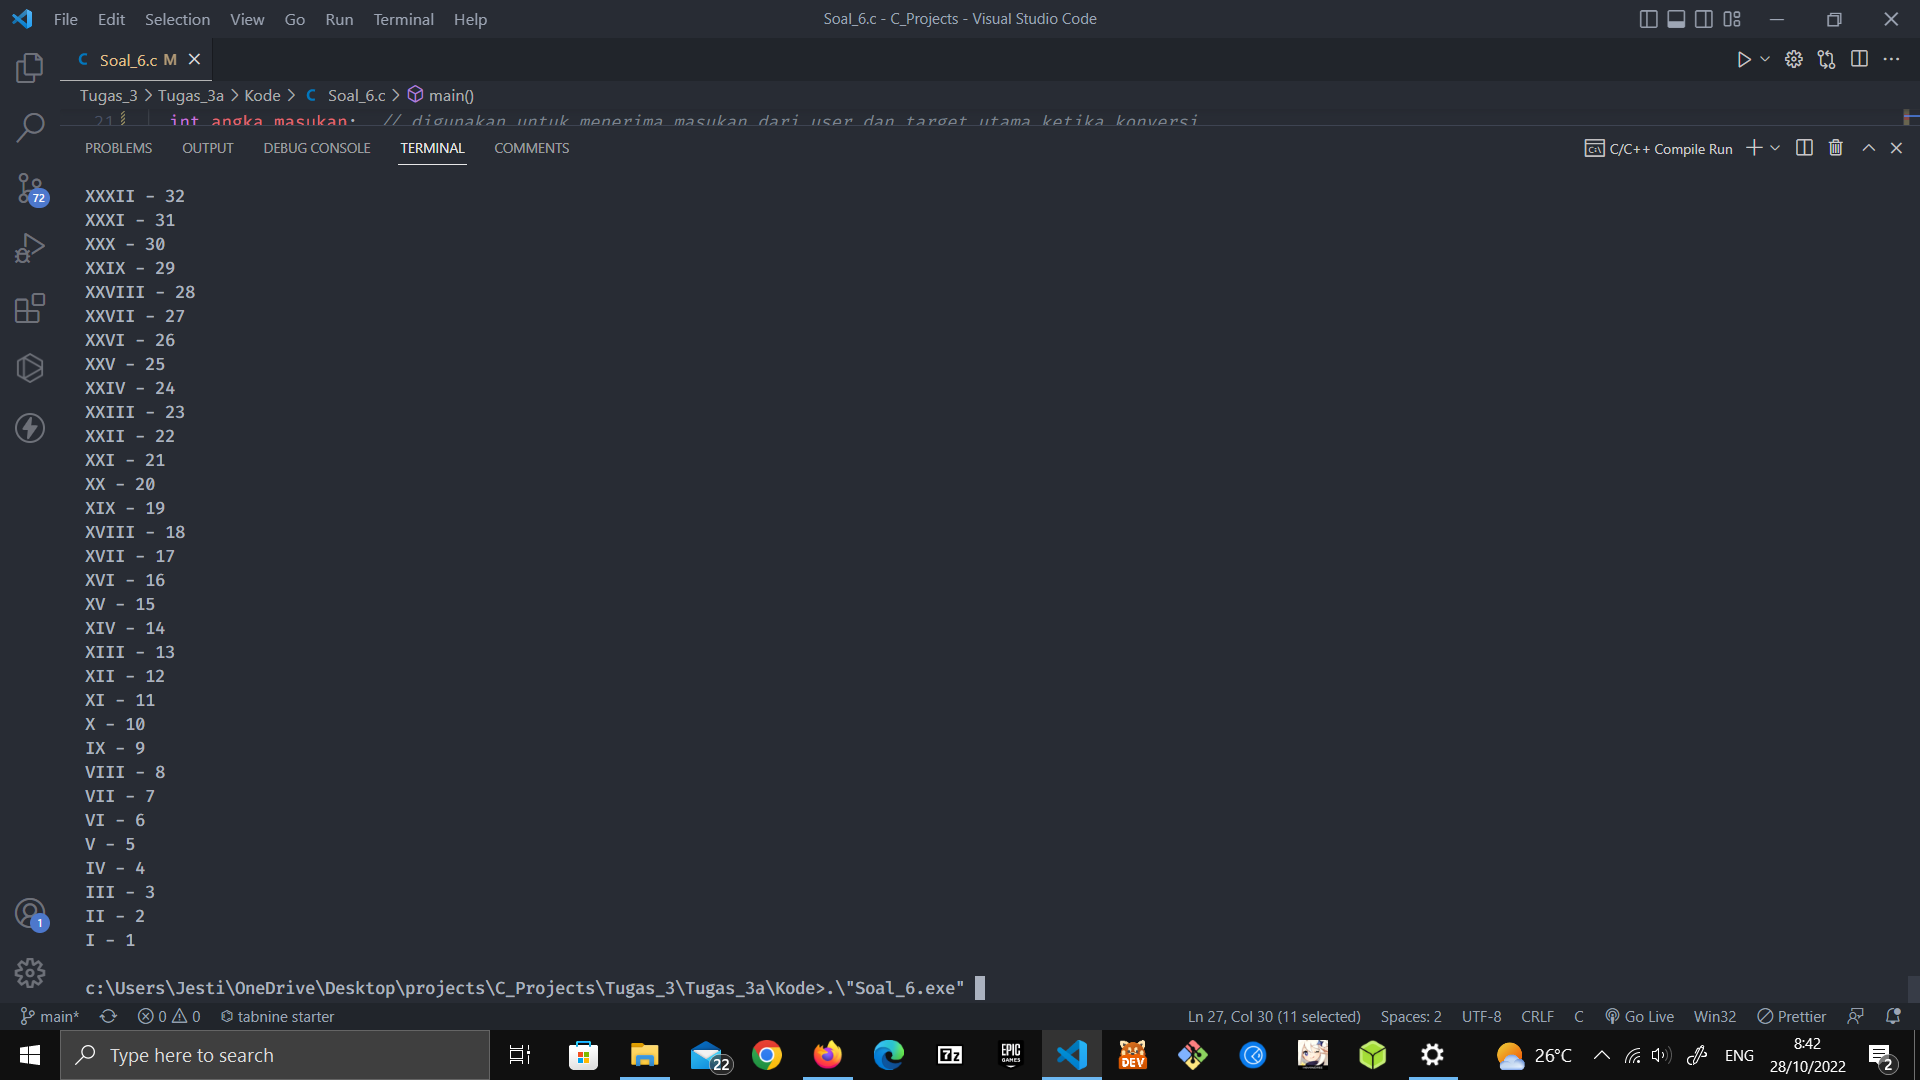 File Edit Selection View Go Run Terminal Help
Soal_6.c - C_Projects - Visual Studio Code
C Soal_6.c M
Tugas_3 > Tugas_3a > Kode > C Soal_6.c > main()
21 int angka_masukan; // digunakan untuk menerima masukan dari user dan target utama ketika konversi
PROBLEMS OUTPUT DEBUG CONSOLE TERMINAL COMMENTS
C/C++ Compile Run
XXXII - 32
XXXI - 31
XXX - 30
XXIX - 29
XXVIII - 28
XXVII - 27
XXVI - 26
XXV - 25
XXIV - 24
XXIII - 23
XXII - 22
XXI - 21
XX - 20
XIX - 19
XVIII - 18
XVII - 17
XVI - 16
XV - 15
XIV - 14
XIII - 13
XII - 12
XI - 11
X - 10
IX - 9
VIII - 8
VII - 7
VI - 6
V - 5
IV - 4
III - 3
II - 2
I - 1
c:\Users\Jesti\OneDrive\Desktop\projects\C_Projects\Tugas_3\Tugas_3a\Kode>.\"Soal_6.exe"
72
1
main* 0 0 tabnine starter
Ln 27, Col 30 (11 selected) Spaces: 2 UTF-8 CRLF C Go Live Win32 Prettier
Type here to search
22
7z
EPIC GAMES
DEV
26°C
ENG
8:42
28/10/2022
2